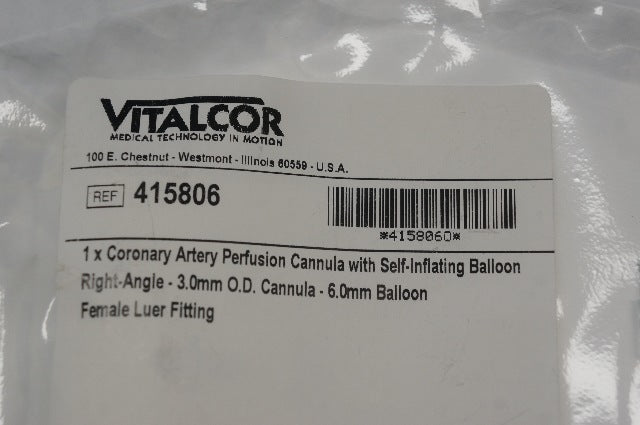 VITALCOR
MEDICAL TECHNOLOGY IN MOTION
100 E. Chestnut - Westmont - Illinois 60559 - U.S.A.
REF 415806
*415806O*
1 x Coronary Artery Perfusion Cannula with Self-Inflating Balloon
Right-Angle - 3.0mm O.D. Cannula - 6.0mm Balloon
Female Luer Fitting